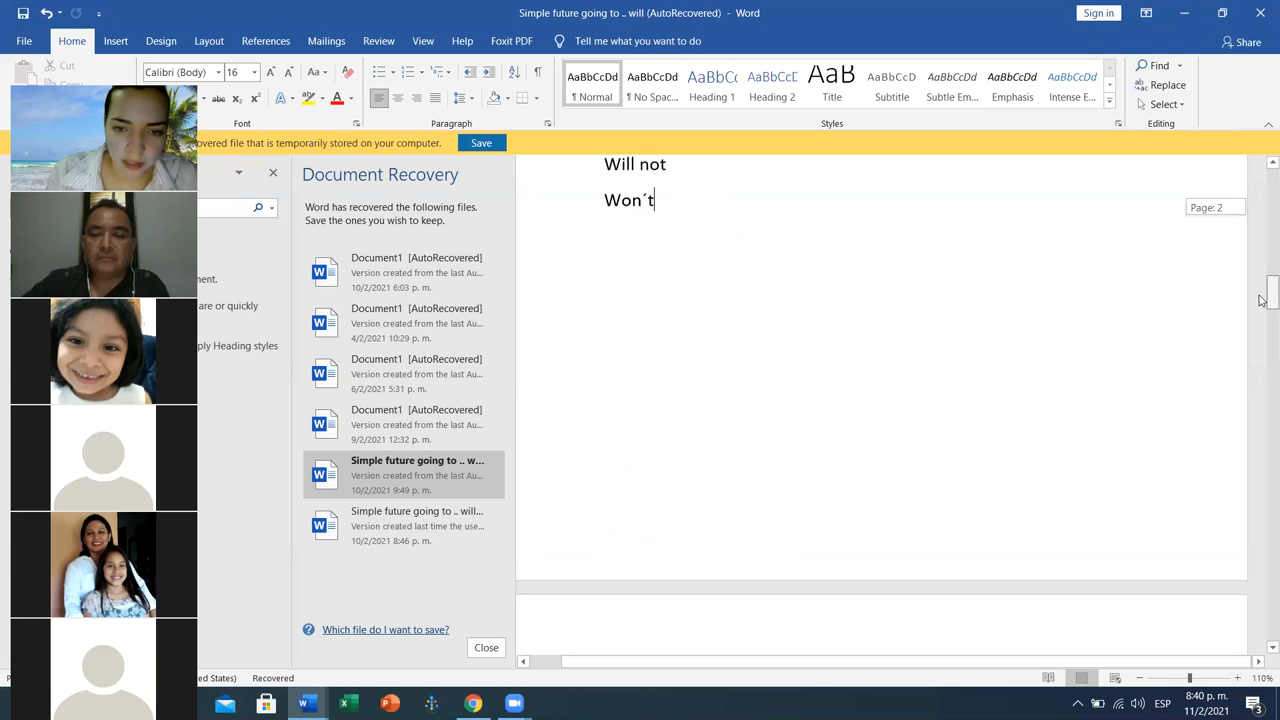 Simple future going to .. will (AutoRecovered) - Word
Sign in
File Home Insert Design Layout References Mailings Review View Help Foxit PDF Tell me what you want to do
Share
Cut
Calibri (Body) 16
Find
Replace
Select
AaBbCcDd AaBbCcDd AaBbC AaBbCcD AaB AaBbCcDd AaBbCcDd AaBbCcDd AaBbCcDd
¶ Normal ¶ No Spac... Heading 1 Heading 2 Title Subtitle Subtle Em... Emphasis Intense E...
Font Paragraph Styles Editing
overed file that is temporarily stored on your computer. Save
Document Recovery
Word has recovered the following files.
Save the ones you wish to keep.
Document1 [AutoRecovered]
Version created from the last Au...
10/2/2021 6:03 p. m.
Document1 [AutoRecovered]
Version created from the last Au...
4/2/2021 10:29 p. m.
Document1 [AutoRecovered]
Version created from the last Au...
6/2/2021 5:31 p. m.
Document1 [AutoRecovered]
Version created from the last Au...
9/2/2021 12:32 p. m.
Simple future going to .. w...
Version created from the last Au...
10/2/2021 9:49 p. m.
Simple future going to .. will...
Version created last time the use...
10/2/2021 8:46 p. m.
Which file do I want to save?
Close
ment.
are or quickly
ply Heading styles
Will not
Won´t
Page: 2
ed States) Recovered
110%
ESP
8:40 p. m.
11/2/2021
3